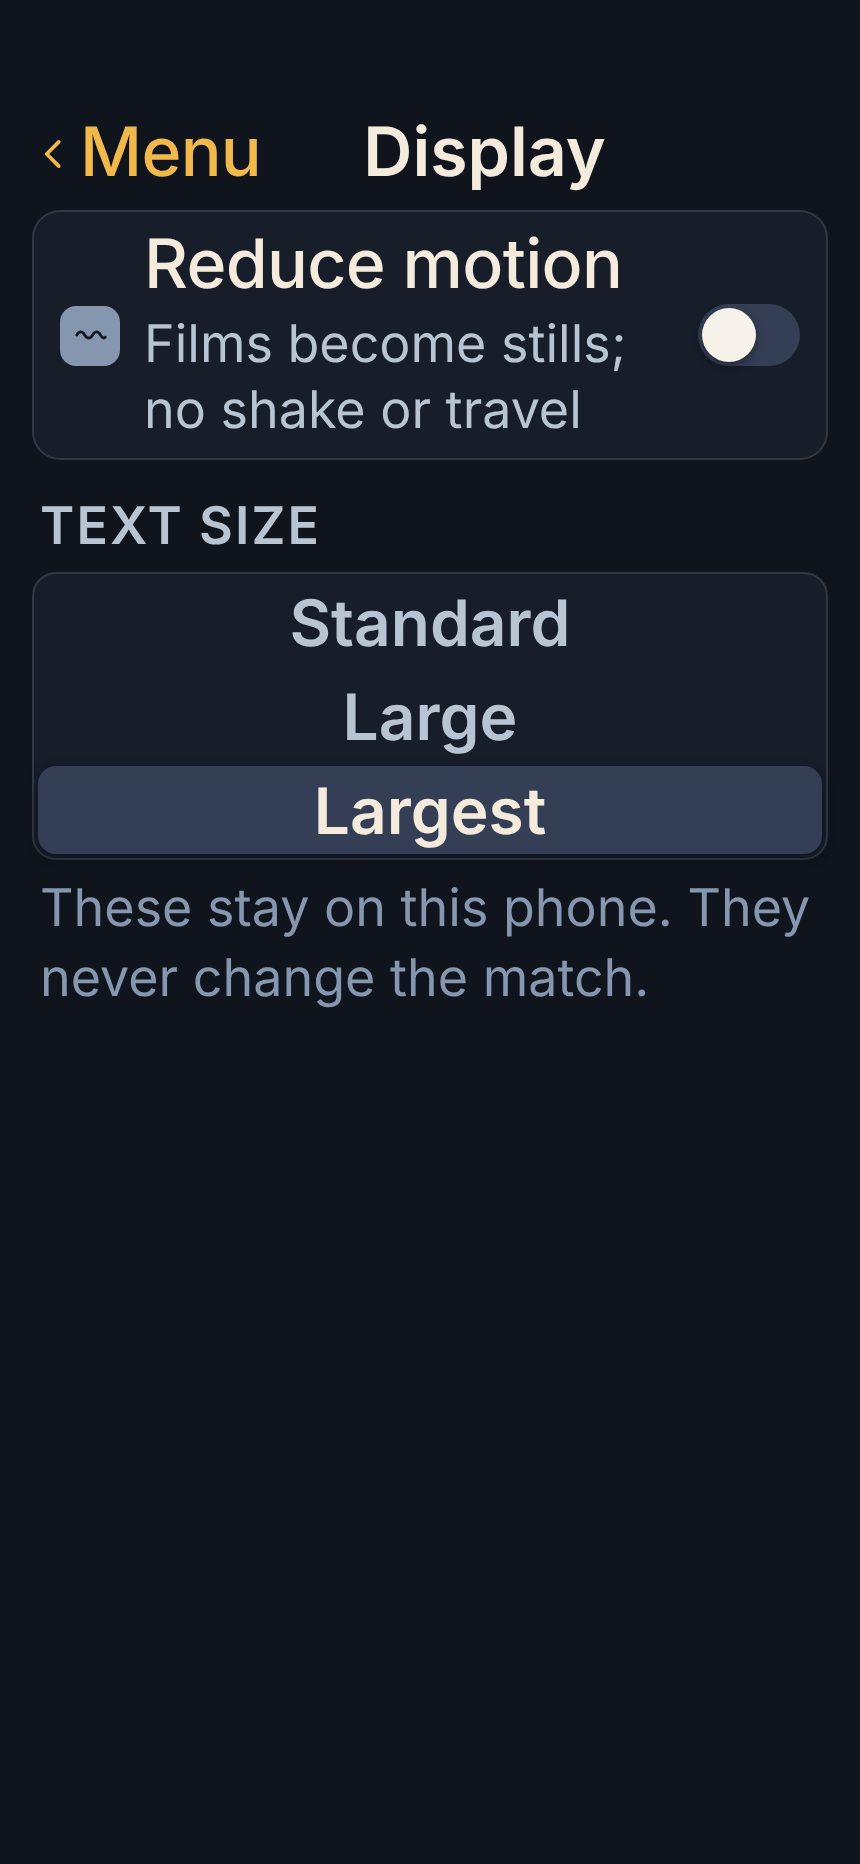 Menu
Display
Reduce motion
Films become stills;
no shake or travel
TEXT SIZE
Standard
Large
Largest
These stay on this phone. They
never change the match.